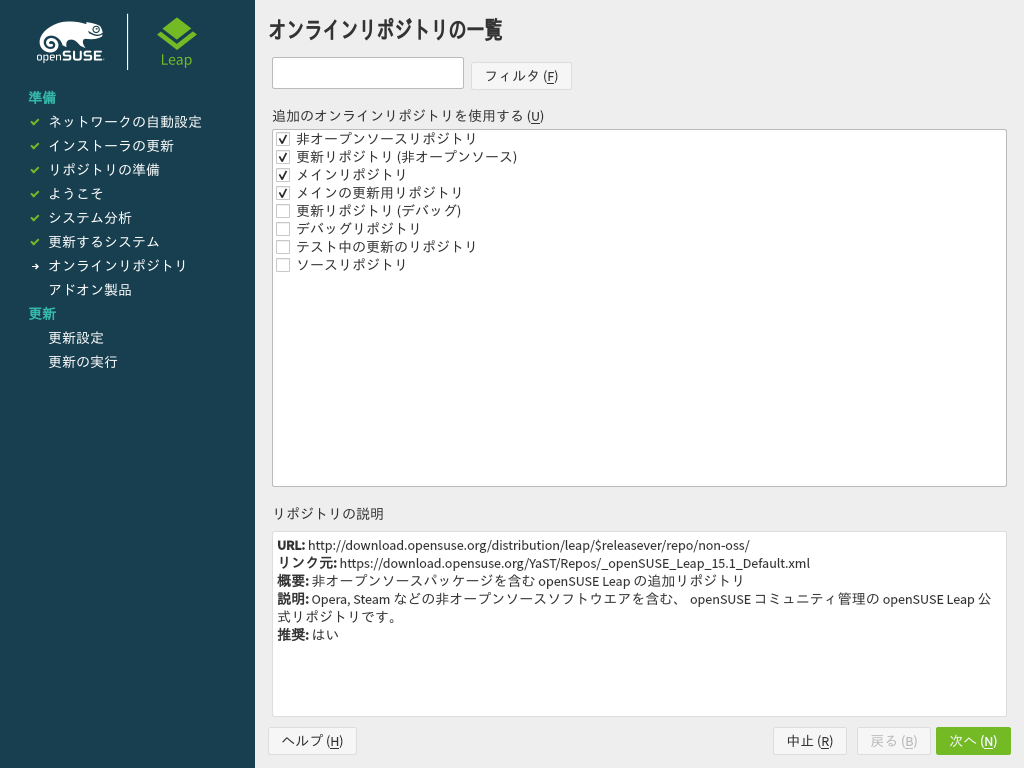 openSUSE
Leap
準備
ネットワークの自動設定
インストーラの更新
リポジトリの準備
ようこそ
システム分析
更新するシステム
オンラインリポジトリ
アドオン製品
更新
更新設定
更新の実行
オンラインリポジトリの一覧
フィルタ (F)
追加のオンラインリポジトリを使用する (U)
非オープンソースリポジトリ
更新リポジトリ (非オープンソース)
メインリポジトリ
メインの更新用リポジトリ
更新リポジトリ (デバッグ)
デバッグリポジトリ
テスト中の更新のリポジトリ
ソースリポジトリ
リポジトリの説明
URL: http://download.opensuse.org/distribution/leap/$releasever/repo/non-oss/
リンク元: https://download.opensuse.org/YaST/Repos/_openSUSE_Leap_15.1_Default.xml
概要: 非オープンソースパッケージを含む openSUSE Leap の追加リポジトリ
説明: Opera, Steam などの非オープンソースソフトウエアを含む、 openSUSE コミュニティ管理の openSUSE Leap 公
式リポジトリです。
推奨: はい
ヘルプ (H)
中止 (R)
戻る (B)
次へ (N)